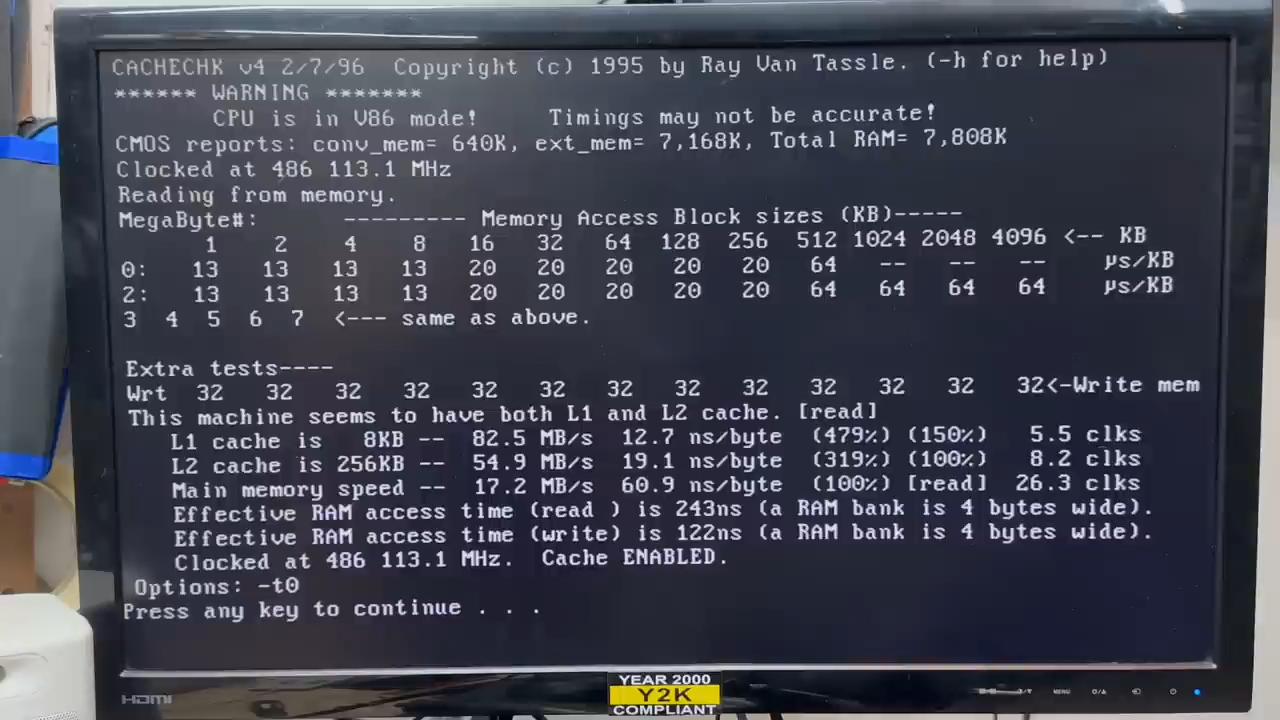 CACHECHK v4 2/7/96  Copyright (c) 1995 by Ray Van Tassle. (-h for help)
****** WARNING *******
CPU is in V86 mode!     Timings may not be accurate!
CMOS reports: conv_mem= 640K, ext_mem= 7,168K, Total RAM= 7,808K
Clocked at 486 113.1 MHz
Reading from memory.
MegaByte#:     --------- Memory Access Block sizes (KB)-----
1 2 4 8 16 32 64 128 256 512 1024 2048 4096 <-- KB
0: 13 13 13 13 20 20 20 20 20 64 -- -- -- µs/KB
2: 13 13 13 13 20 20 20 20 20 64 64 64 64 µs/KB
3 4 5 6 7 <--- same as above.
Extra tests----
Wrt 32 32 32 32 32 32 32 32 32 32 32 32 32<-Write mem
This machine seems to have both L1 and L2 cache. [read]
L1 cache is 8KB -- 82.5 MB/s 12.7 ns/byte (479%) (150%) 5.5 clks
L2 cache is 256KB -- 54.9 MB/s 19.1 ns/byte (319%) (100%) 8.2 clks
Main memory speed -- 17.2 MB/s 60.9 ns/byte (100%) [read] 26.3 clks
Effective RAM access time (read ) is 243ns (a RAM bank is 4 bytes wide).
Effective RAM access time (write) is 122ns (a RAM bank is 4 bytes wide).
Clocked at 486 113.1 MHz.  Cache ENABLED.
Options: -t0
Press any key to continue . . .
HDMI
YEAR 2000
Y2K
COMPLIANT
MENU